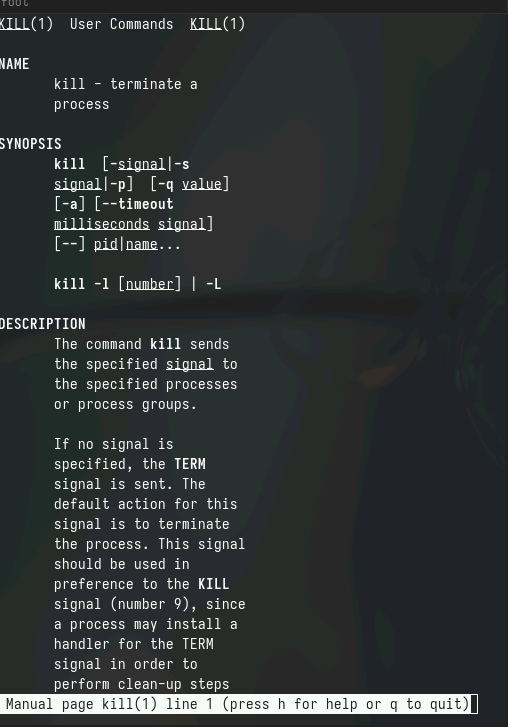 foot
KILL(1)  User Commands  KILL(1)
NAME
kill - terminate a
process
SYNOPSIS
kill  [-signal|-s
signal|-p]  [-q value]
[-a] [--timeout
milliseconds signal]
[--] pid|name...
kill -l [number] | -L
DESCRIPTION
The command kill sends
the specified signal to
the specified processes
or process groups.
If no signal is
specified, the TERM
signal is sent. The
default action for this
signal is to terminate
the process. This signal
should be used in
preference to the KILL
signal (number 9), since
a process may install a
handler for the TERM
signal in order to
perform clean-up steps
Manual page kill(1) line 1 (press h for help or q to quit)